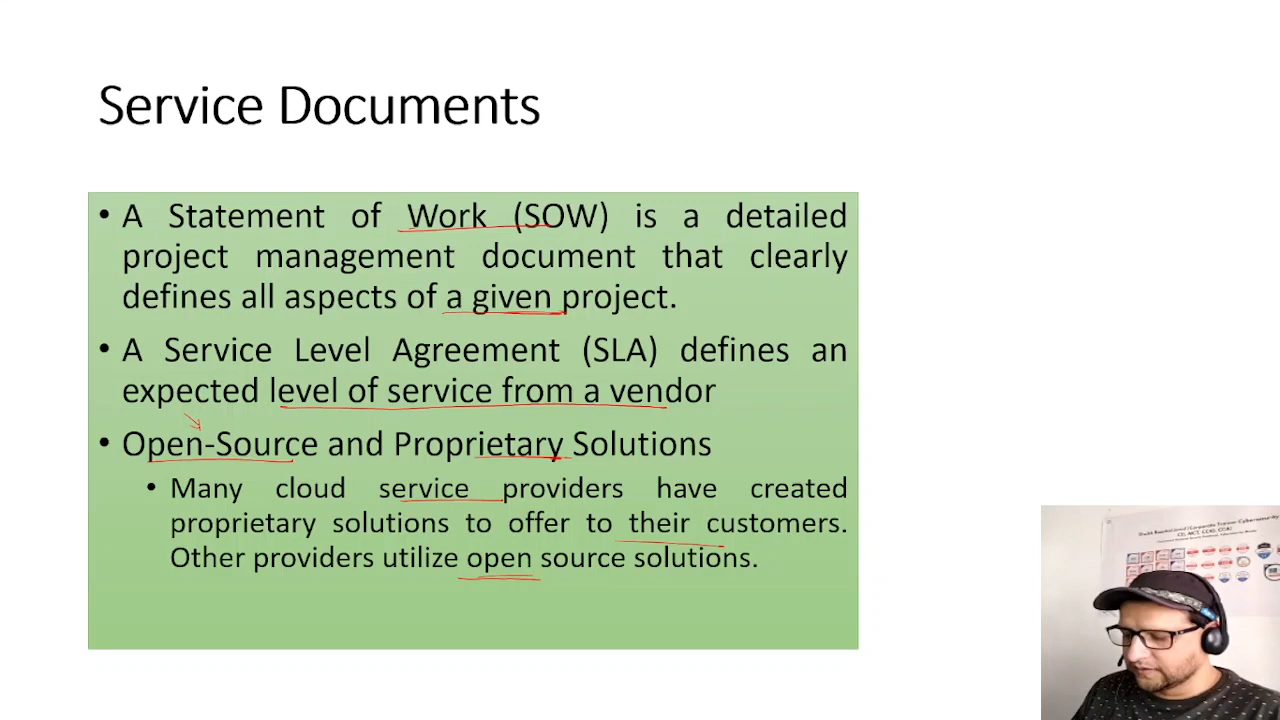 Service Documents
• A Statement of Work (SOW) is a detailed
project management document that clearly
defines all aspects of a given project.
• A Service Level Agreement (SLA) defines an
expected level of service from a vendor
• Open-Source and Proprietary Solutions
• Many cloud service providers have created
proprietary solutions to offer to their customers.
Other providers utilize open source solutions.